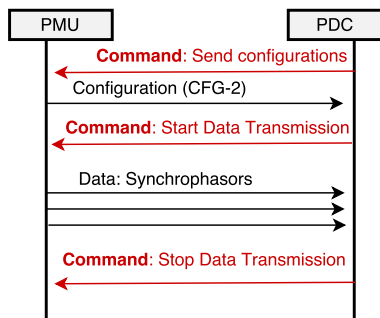 PMU
PDC
Command: Send configurations
Configuration (CFG-2)
Command: Start Data Transmission
Data: Synchrophasors
Command: Stop Data Transmission